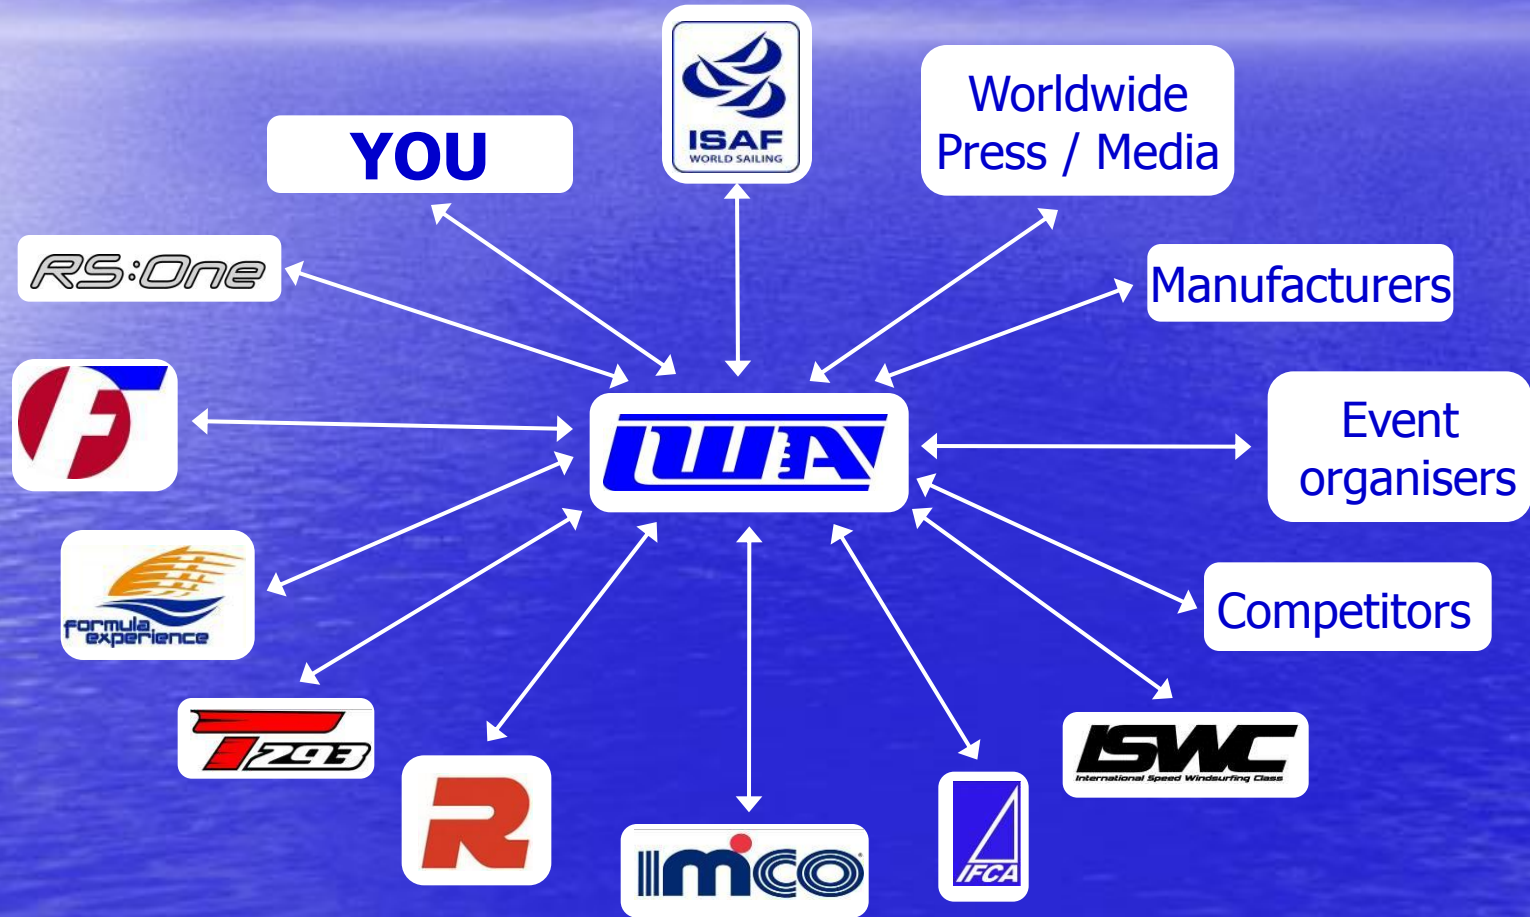 ISAF
WORLD SAILING
Worldwide
Press / Media
YOU
RS:One
Manufacturers
F
IWA
Event
organisers
formula
experience
Competitors
T293
R
IMCO
IFCA
ISWC
International Speed Windsurfing Class